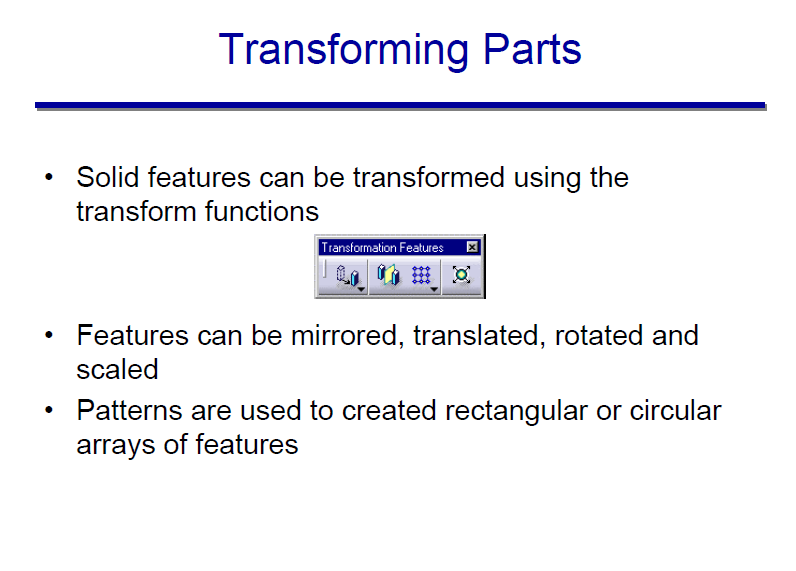 Transforming Parts
• Solid features can be transformed using the
transform functions
Transformation Features
• Features can be mirrored, translated, rotated and
scaled
• Patterns are used to created rectangular or circular
arrays of features